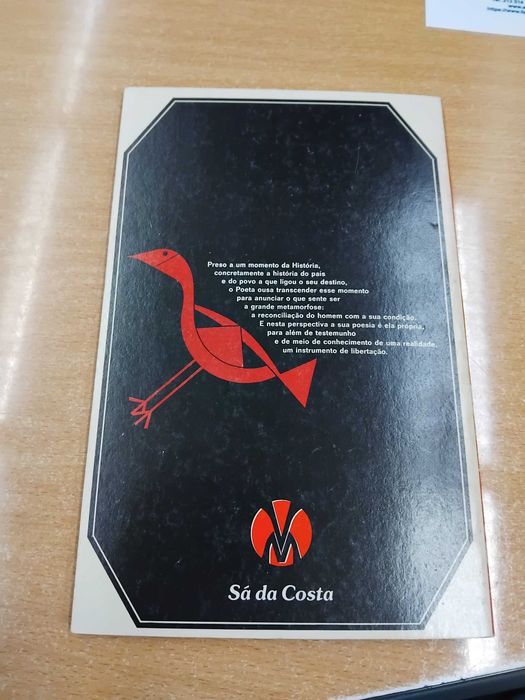 Preso a um momento da História,
concretamente a história do país
e do povo a que ligou o seu destino,
o Poeta ousa transcender esse momento
para anunciar o que sente ser
a grande metamorfose:
a reconciliação do homem com a sua condição.
E nesta perspectiva a sua poesia é ela própria,
para além de testemunho
e de meio de conhecimento de uma realidade,
um instrumento de libertação.
Sá da Costa